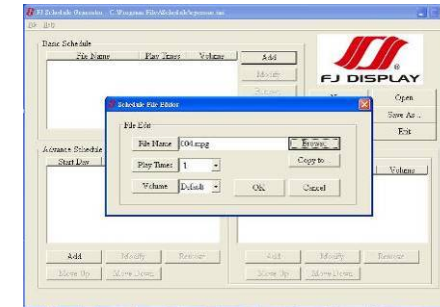 FJ Schedule Generator - C:\Program Files\Schedule\
File Help
Basic Schedule
File Name Play Times Volume
Add
Modify
Remove
FJ DISPLAY
Open
Save As ..
Exit
Schedule File Editor
File Edit
File Name 004.mpg Browse
Play Times 1 Copy to ...
Volume Default OK Cancel
Advance Schedule
Start Day Volume
Add Modify Remove Add Modify Remove
Move Up Move Down Move Up Move Down